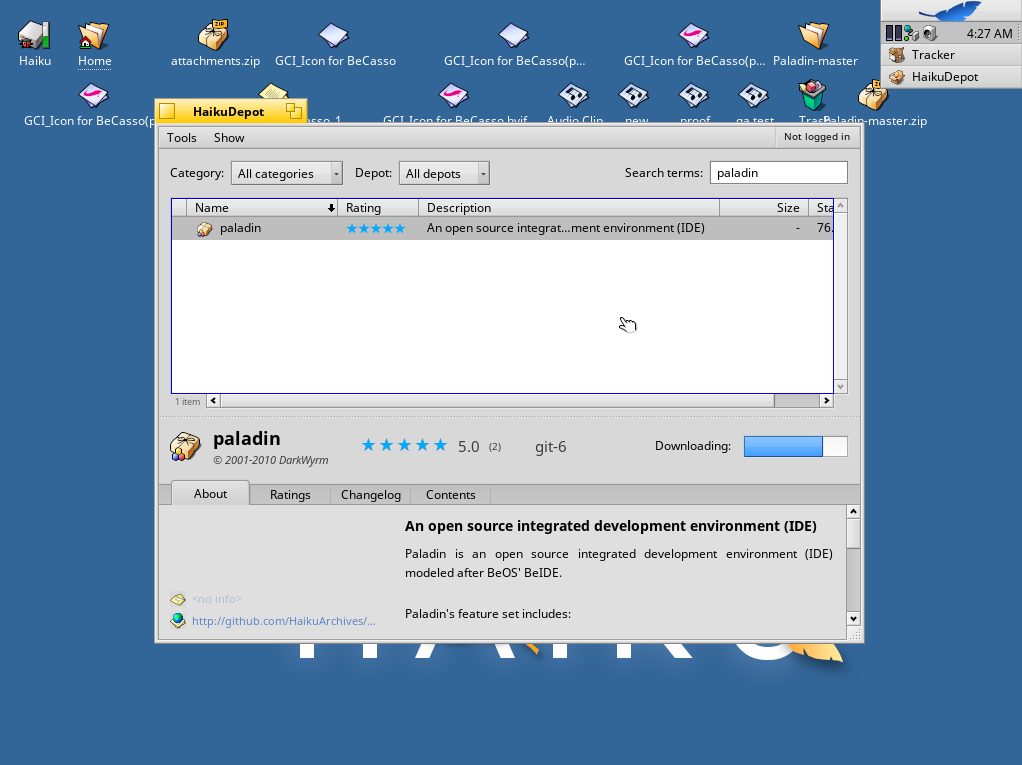 4:27 AM
Tracker
HaikuDepot
Haiku
Home
attachments.zip
GCI_Icon for BeCasso
GCI_Icon for BeCasso(p...
GCI_Icon for BeCasso(p...
Paladin-master
GCI_Icon for BeCasso(p
asso 1
GCI_Icon for BeCasso.hvif
Audio Clip
new
proof
qa test
Paladin-master.zip
HaikuDepot
Tools Show Not logged in
Category: All categories Depot: All depots Search terms: paladin
Name Rating Description Size Sta
paladin ★★★★★ An open source integrat...ment environment (IDE) - 76.
1 item
paladin
© 2001-2010 DarkWyrm
★★★★★ 5.0 (2) git-6 Downloading:
About Ratings Changelog Contents
An open source integrated development environment (IDE)
Paladin is an open source integrated development environment (IDE)
modeled after BeOS' BeIDE.
<no info>
Paladin's feature set includes:
http://github.com/HaikuArchives/...